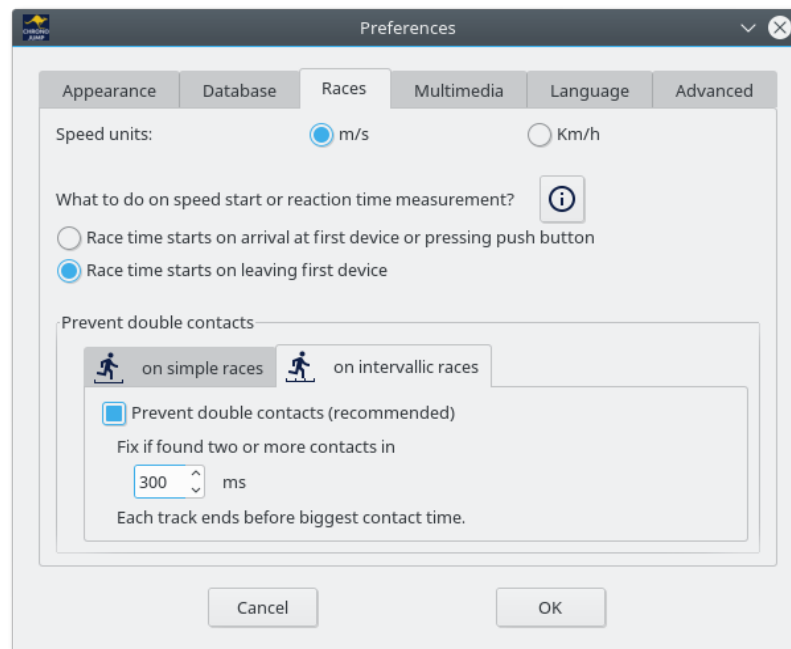 CHRONO
JUMP
Preferences
Appearance Database Races Multimedia Language Advanced
Speed units: m/s Km/h
What to do on speed start or reaction time measurement?
Race time starts on arrival at first device or pressing push button
Race time starts on leaving first device
Prevent double contacts
on simple races on intervallic races
Prevent double contacts (recommended)
Fix if found two or more contacts in
300 ms
Each track ends before biggest contact time.
Cancel OK